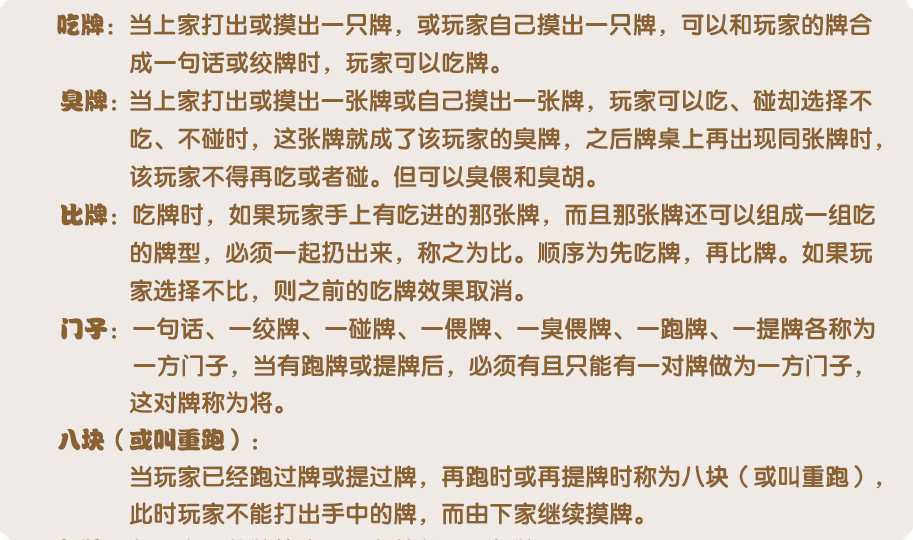 吃牌：当上家打出或摸出一只牌，或玩家自己摸出一只牌，可以和玩家的牌合
成一句话或绞牌时，玩家可以吃牌。
臭牌：当上家打出或摸出一张牌或自己摸出一张牌，玩家可以吃、碰却选择不
吃、不碰时，这张牌就成了该玩家的臭牌，之后牌桌上再出现同张牌时，
该玩家不得再吃或者碰。但可以臭偎和臭胡。
比牌：吃牌时，如果玩家手上有吃进的那张牌，而且那张牌还可以组成一组吃
的牌型，必须一起扔出来，称之为比。顺序为先吃牌，再比牌。如果玩
家选择不比，则之前的吃牌效果取消。
门子：一句话、一绞牌、一碰牌、一偎牌、一臭偎牌、一跑牌、一提牌各称为
一方门子，当有跑牌或提牌后，必须有且只能有一对牌做为一方门子，
这对牌称为将。
八块（或叫重跑）：
当玩家已经跑过牌或提过牌，再跑时或再提牌时称为八块（或叫重跑），
此时玩家不能打出手中的牌，而由下家继续摸牌。